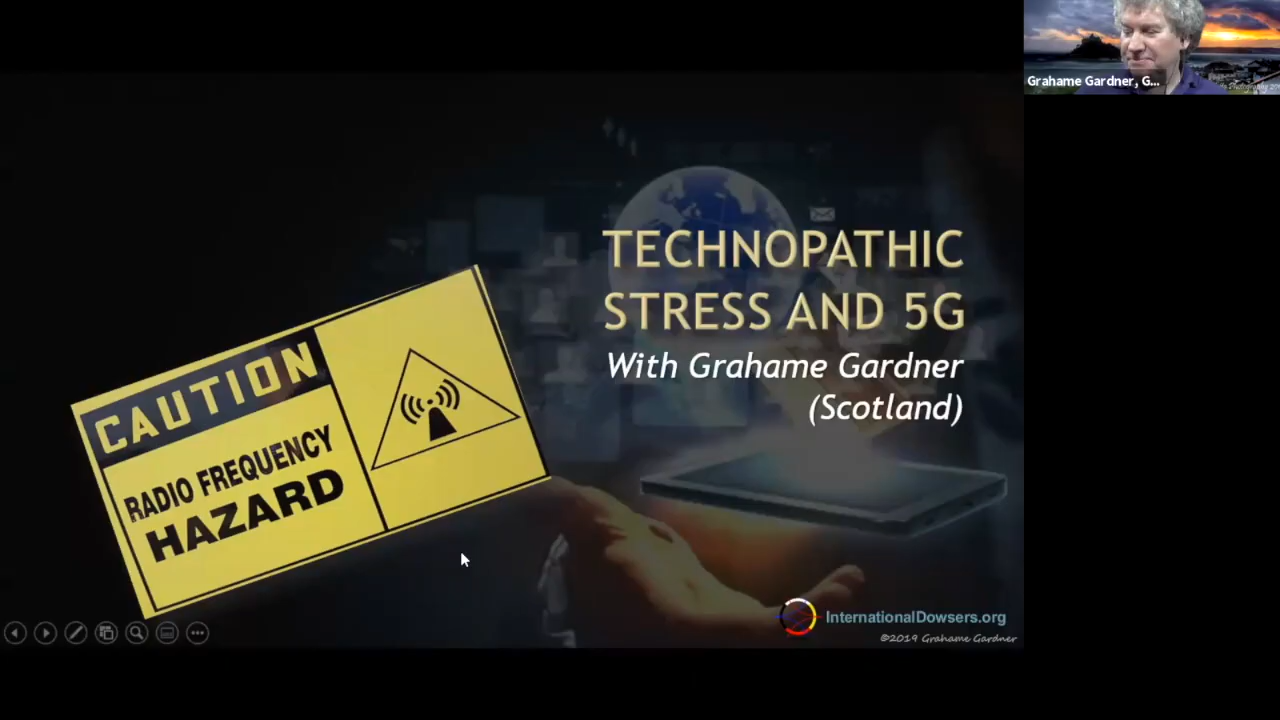 Grahame Gardner, G...
TECHNOPATHIC
STRESS AND 5G
With Grahame Gardner
(Scotland)
CAUTION
RADIO FREQUENCY
HAZARD
InternationalDowsers.org
©2019 Grahame Gardner